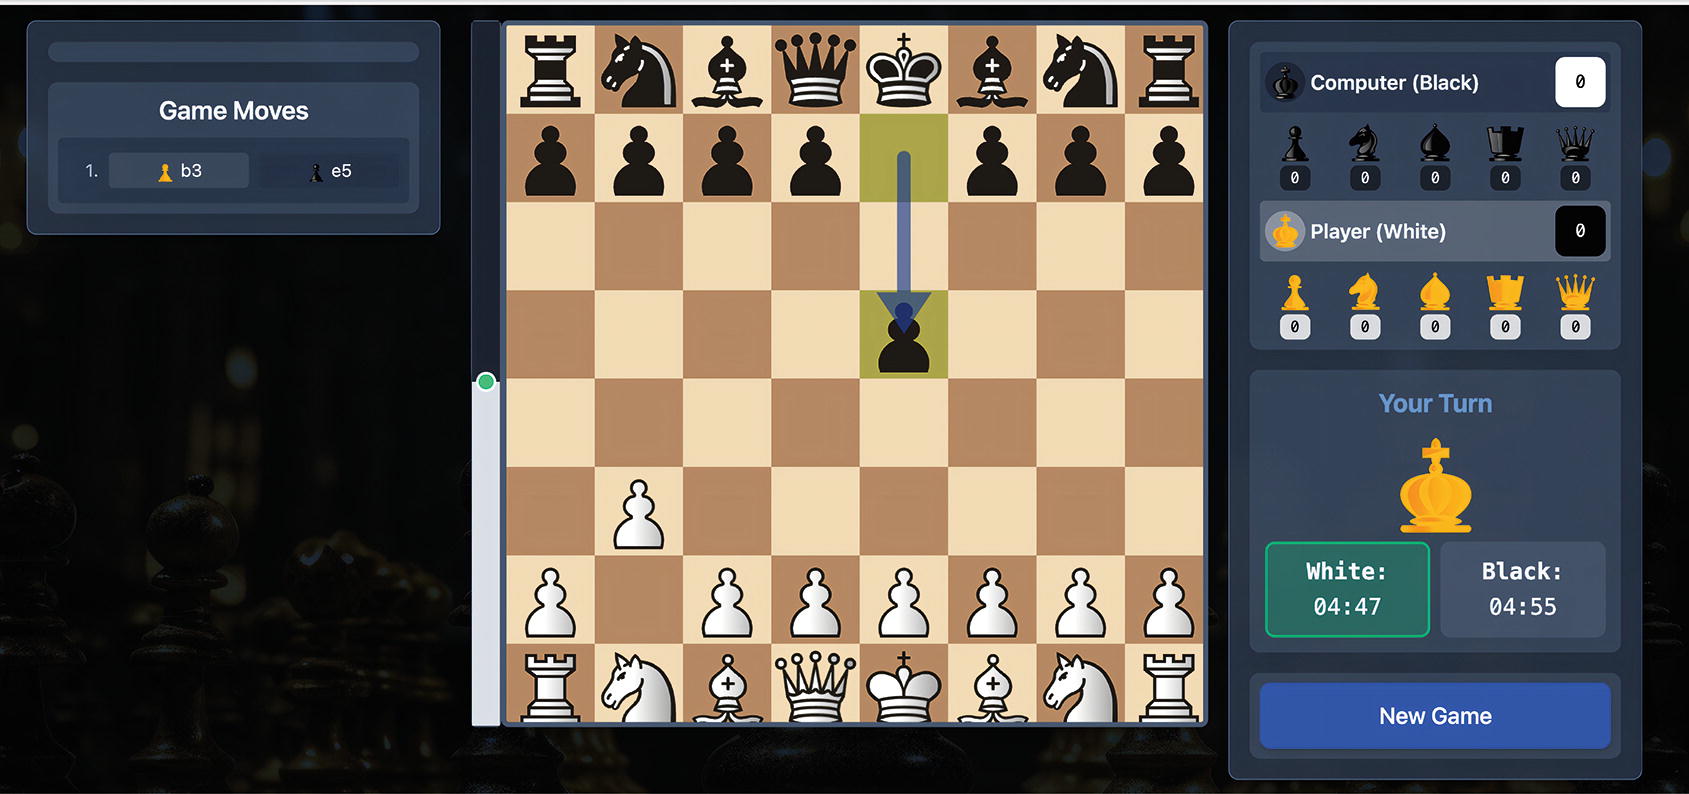 Game Moves
1. b3 e5
Computer (Black) 0
0 0 0 0 0
Player (White) 0
0 0 0 0 0
Your Turn
White: Black:
04:47 04:55
New Game